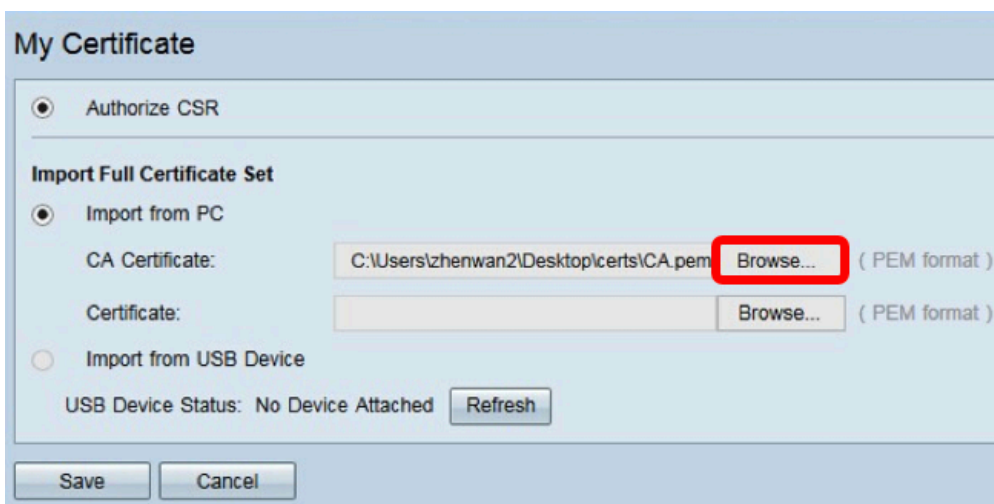 My Certificate
Authorize CSR
Import Full Certificate Set
Import from PC
CA Certificate: C:\Users\zhenwan2\Desktop\certs\CA.pem Browse... ( PEM format )
Certificate: Browse... ( PEM format )
Import from USB Device
USB Device Status: No Device Attached Refresh
Save Cancel